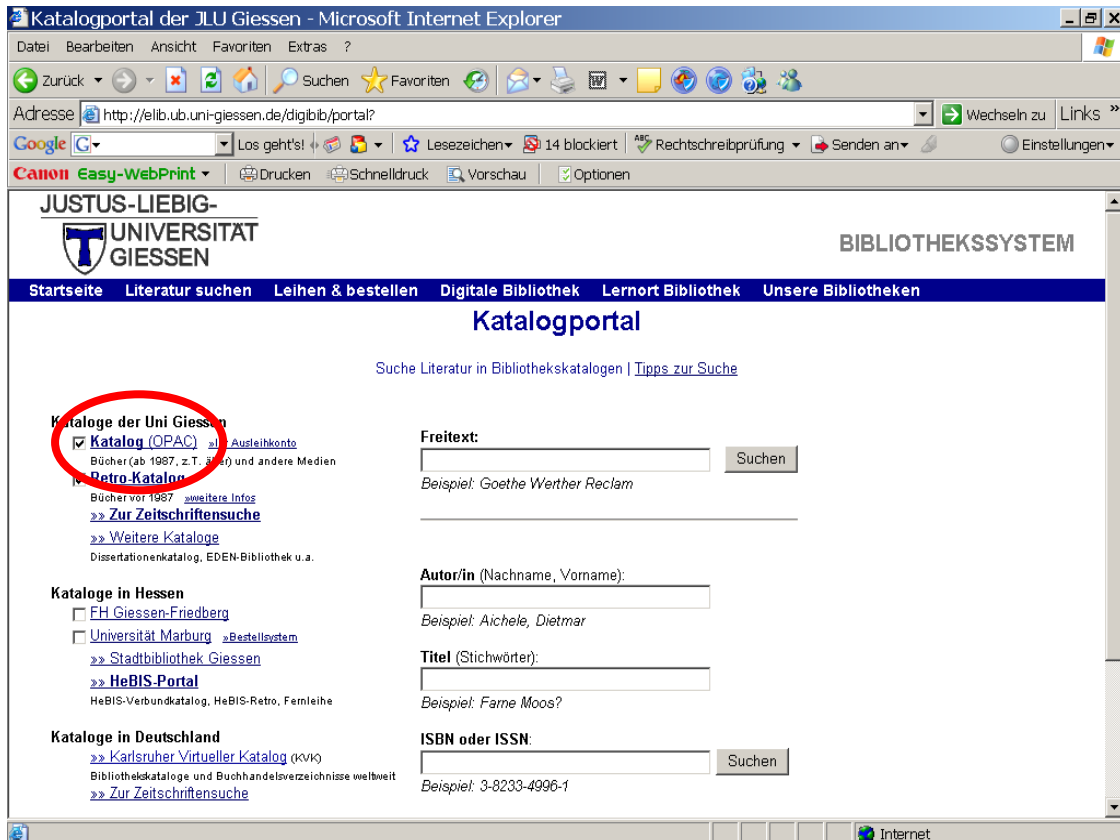 Katalogportal der JLU Giessen - Microsoft Internet Explorer
Datei Bearbeiten Ansicht Favoriten Extras ?
Zurück Suchen Favoriten
Adresse http://elib.ub.uni-giessen.de/digibib/portal? Wechseln zu Links »
Google G Los geht's! Lesezeichen 14 blockiert ABC Rechtschreibprüfung Senden an Einstellungen
Canon Easy-WebPrint Drucken Schnelldruck Vorschau Optionen
JUSTUS-LIEBIG-
UNIVERSITÄT
GIESSEN
BIBLIOTHEKSSYSTEM
Startseite Literatur suchen Leihen & bestellen Digitale Bibliothek Lernort Bibliothek Unsere Bibliotheken
Katalogportal
Suche Literatur in Bibliothekskatalogen | Tipps zur Suche
Kataloge der Uni Giessen
Katalog (OPAC) Ausleihkonto
Bücher (ab 1987, z.T. älter) und andere Medien
Retro-Katalog
Bücher vor 1987 »weitere Infos
»» Zur Zeitschriftensuche
»» Weitere Kataloge
Dissertationenkatalog, EDEN-Bibliothek u.a.
Kataloge in Hessen
FH Giessen-Friedberg
Universität Marburg »Bestellsystem
»» Stadtbibliothek Giessen
»» HeBIS-Portal
HeBIS-Verbundkatalog, HeBIS-Retro, Fernleihe
Kataloge in Deutschland
»» Karlsruher Virtueller Katalog (KVK)
Bibliothekskataloge und Buchhandelsverzeichnisse weltweit
»» Zur Zeitschriftensuche
Freitext:
Suchen
Beispiel: Goethe Werther Reclam
Autor/in (Nachname, Vorname):
Beispiel: Aichele, Dietmar
Titel (Stichwörter):
Beispiel: Farne Moos?
ISBN oder ISSN:
Suchen
Beispiel: 3-8233-4996-1
Internet